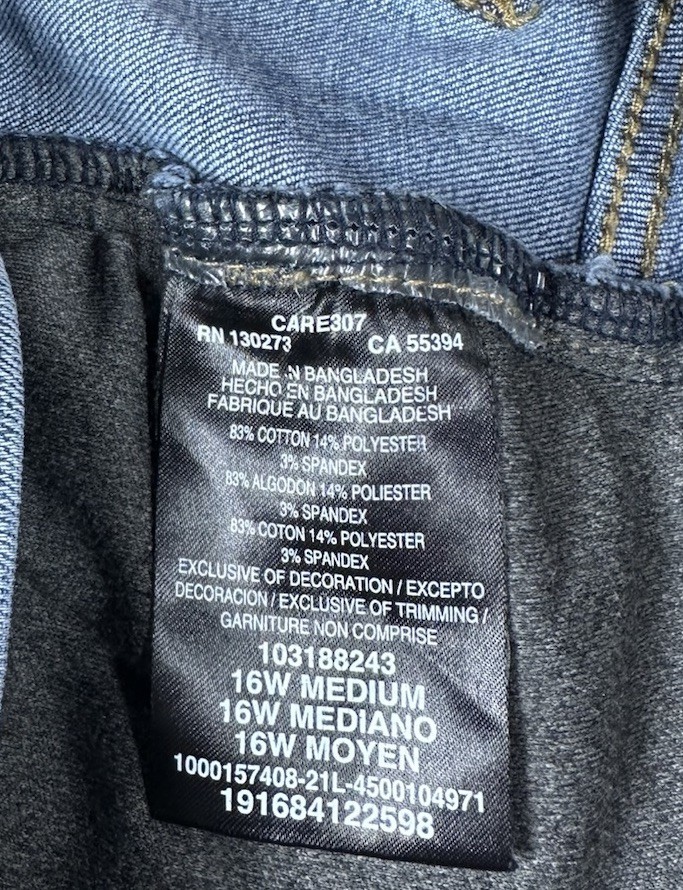 CARE307
RN 130273 CA 55394
MADE IN BANGLADESH
HECHO EN BANGLADESH
FABRIQUE AU BANGLADESH
83% COTTON 14% POLYESTER
3% SPANDEX
83% ALGODON 14% POLIESTER
3% SPANDEX
83% COTON 14% POLYESTER
3% SPANDEX
EXCLUSIVE OF DECORATION / EXCEPTO
DECORACION / EXCLUSIVE OF TRIMMING /
GARNITURE NON COMPRISE
103188243
16W MEDIUM
16W MEDIANO
16W MOYEN
1000157408-21L-4500104971
191684122598